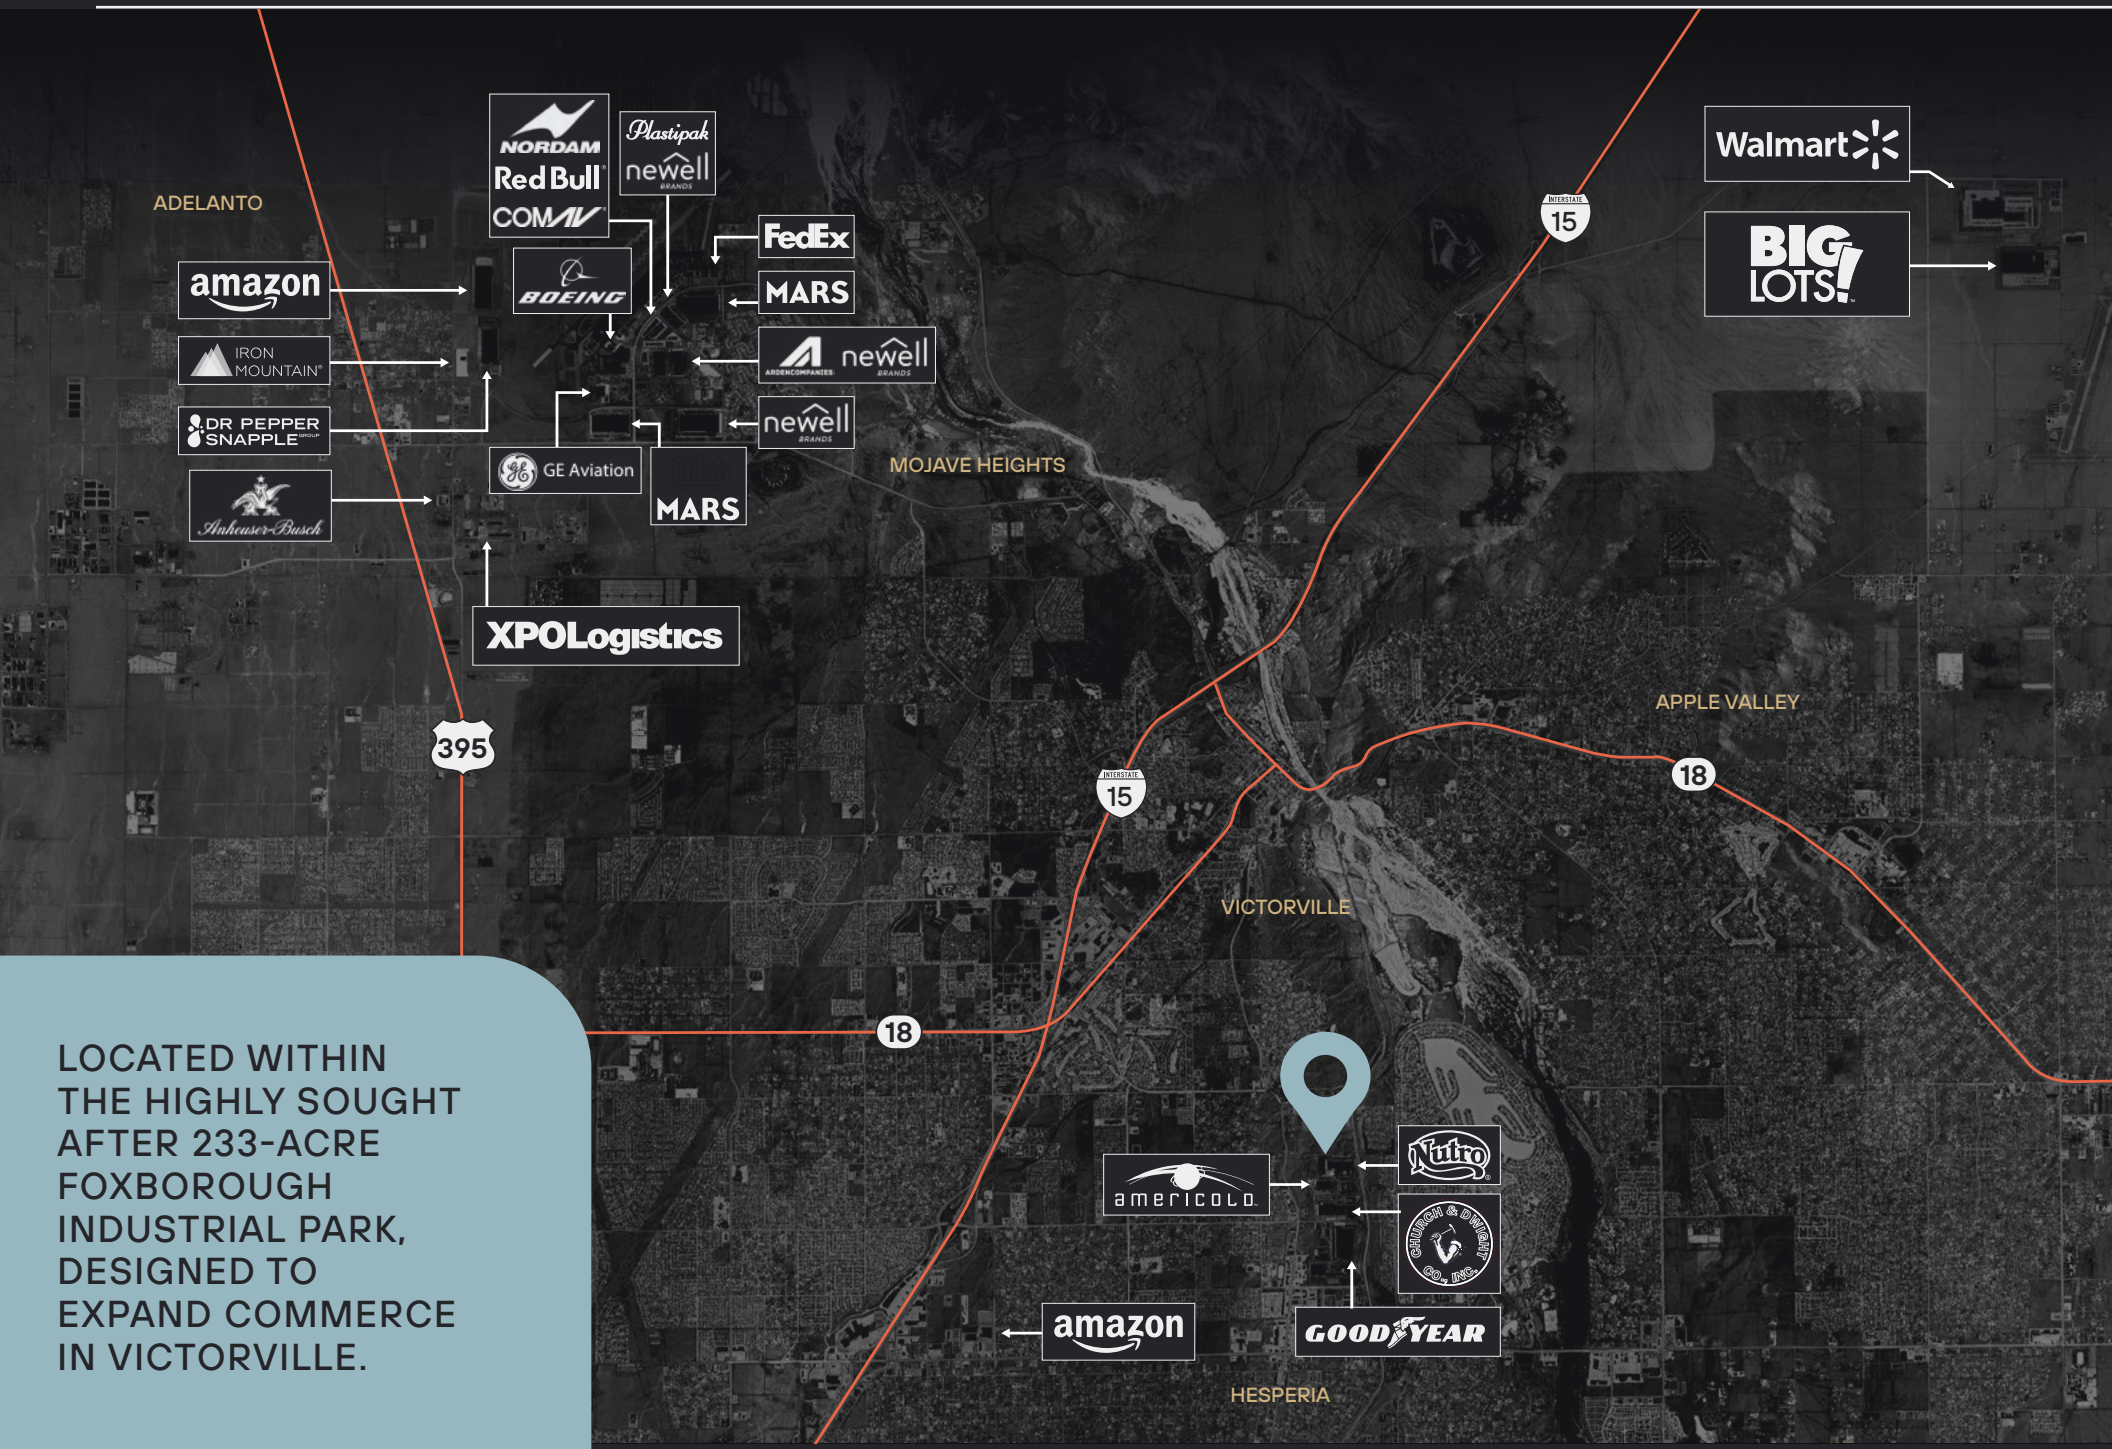 NORDAM
Red Bull
COMAV
Plastipak
newell
BRANDS
ADELANTO
amazon
BOEING
FedEx
MARS
IRON
MOUNTAIN®
ARDENCOMPANIES
newell
BRANDS
DR PEPPER
SNAPPLE GROUP
newell
BRANDS
GE Aviation
MARS
Anheuser-Busch
XPOLogistics
MOJAVE HEIGHTS
INTERSTATE
15
Walmart
BIG
LOTS!
395
INTERSTATE
15
APPLE VALLEY
18
VICTORVILLE
18
americold
Nutro®
CHURCH & DWIGHT
CO., INC.
amazon
GOODYEAR
HESPERIA
LOCATED WITHIN
THE HIGHLY SOUGHT
AFTER 233-ACRE
FOXBOROUGH
INDUSTRIAL PARK,
DESIGNED TO
EXPAND COMMERCE
IN VICTORVILLE.